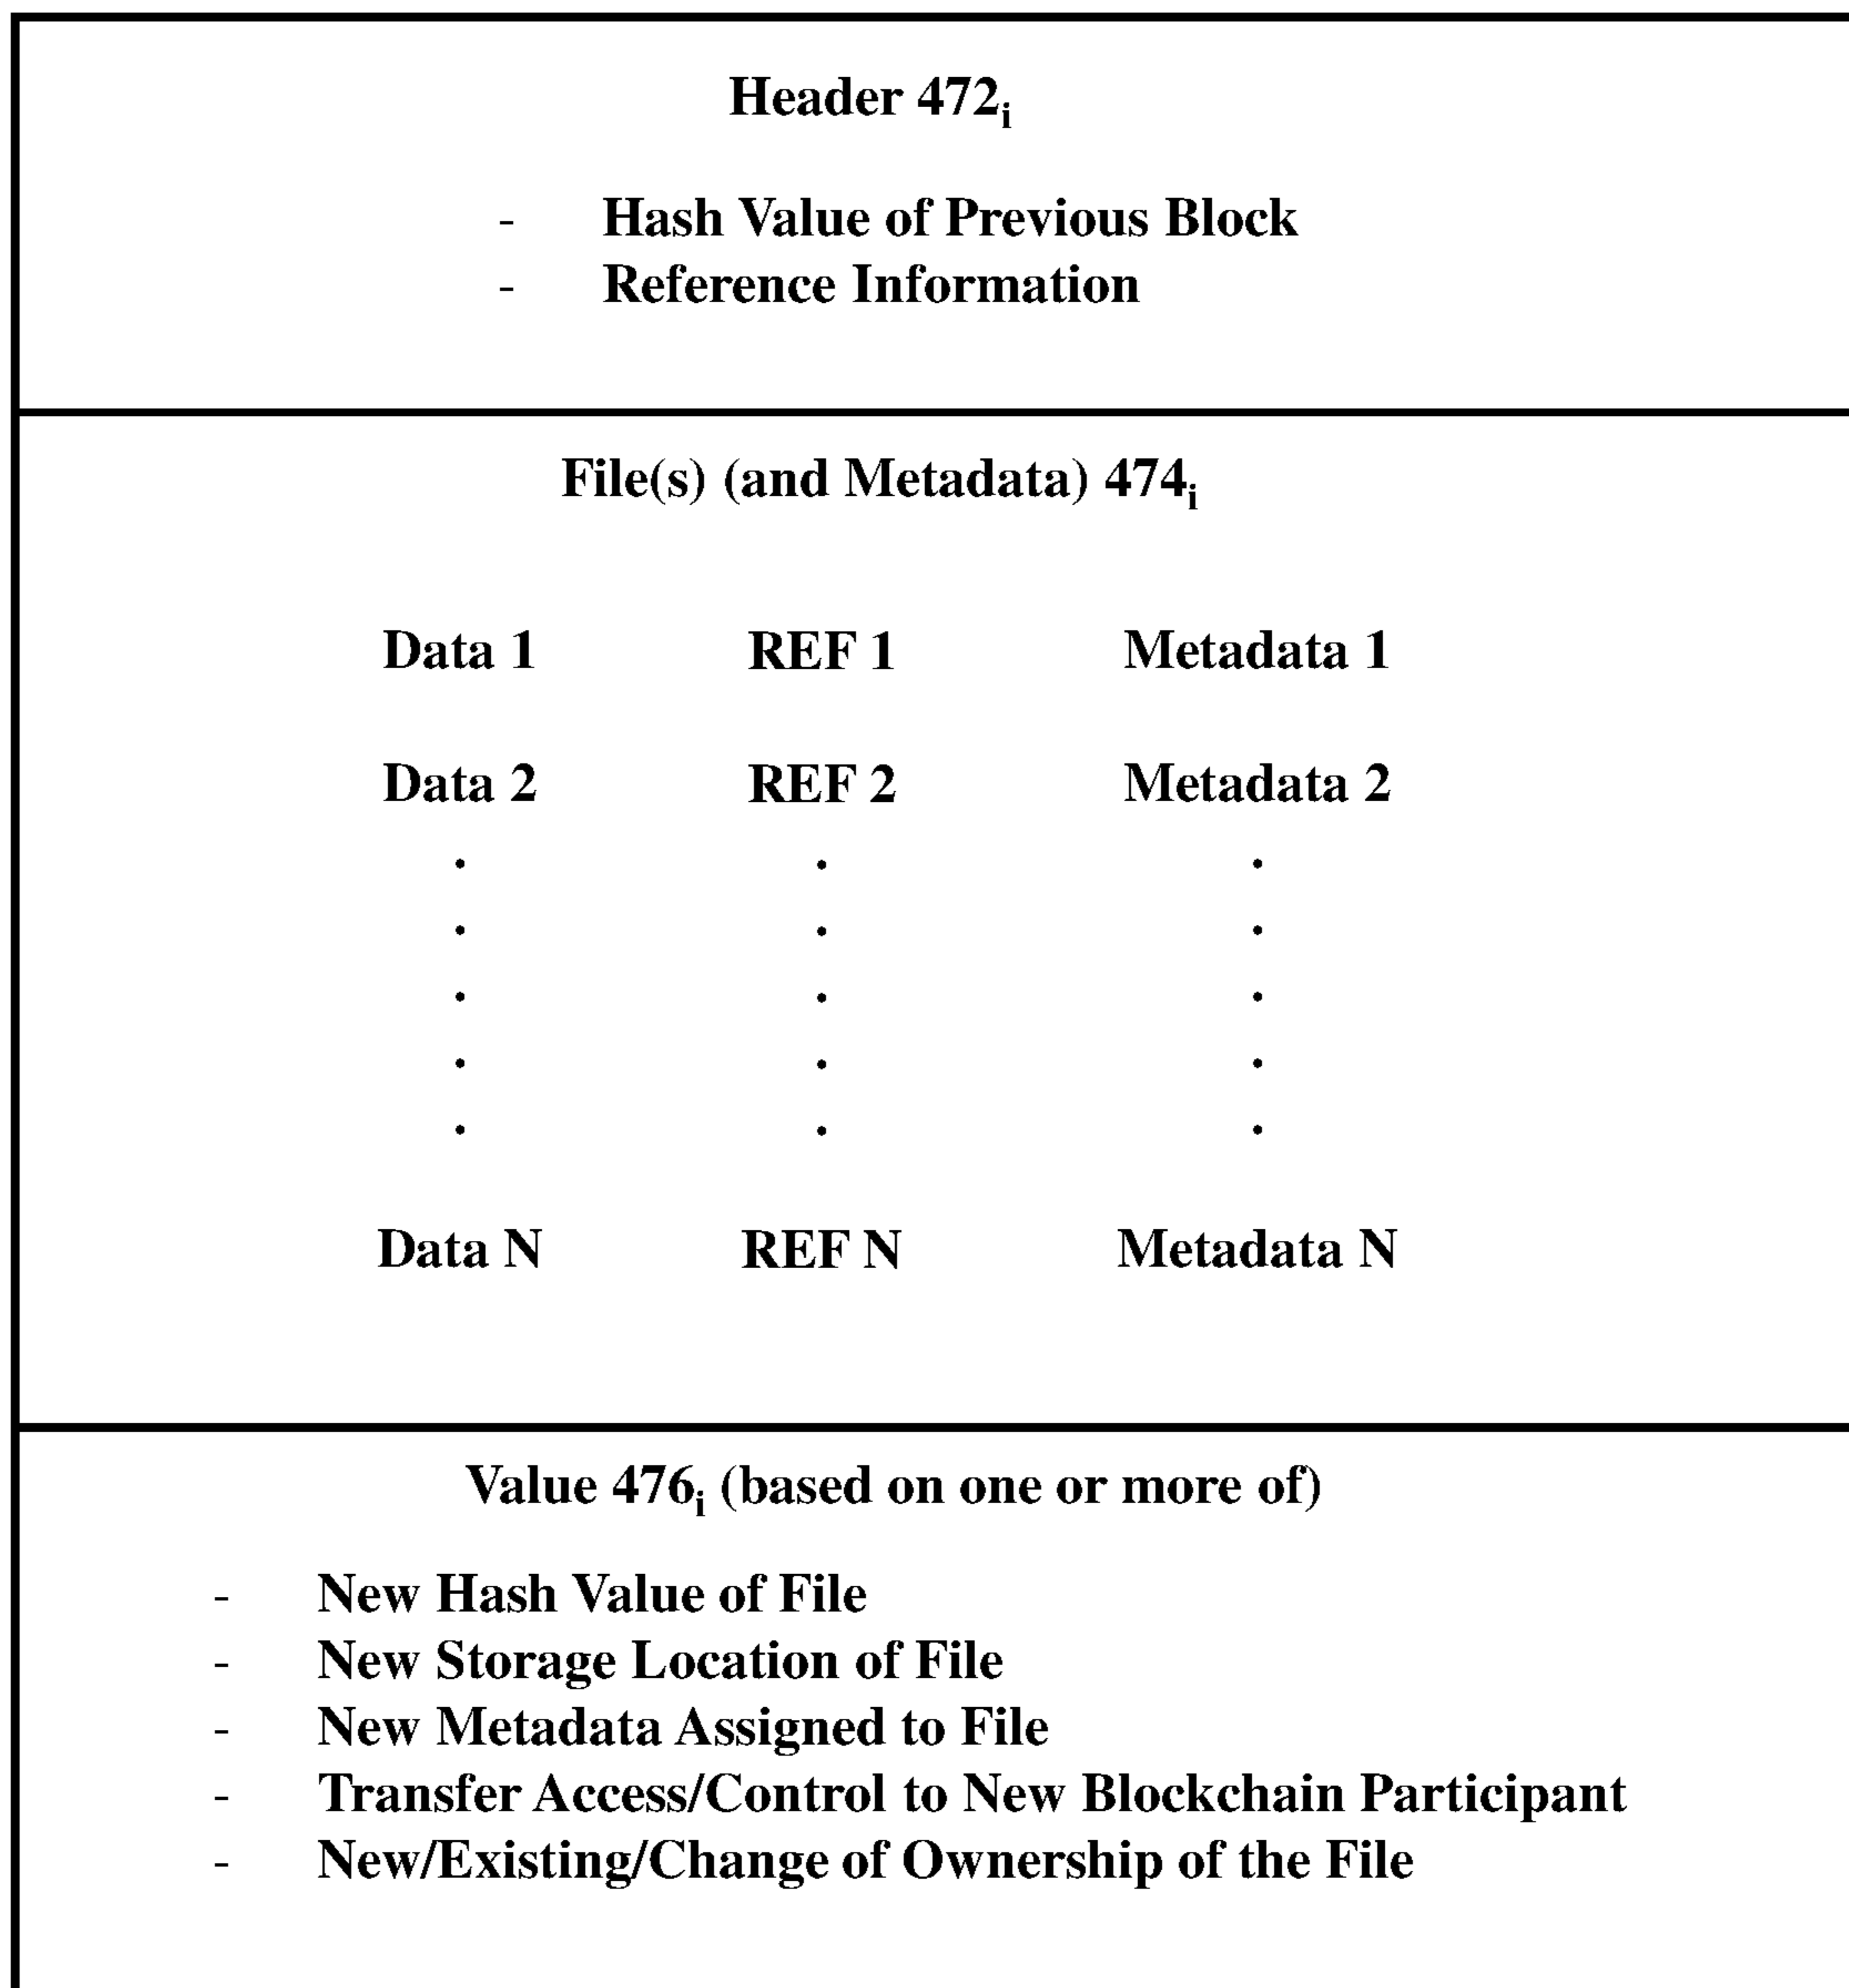 Header 472i
- Hash Value of Previous Block
- Reference Information
File(s) (and Metadata) 474i
Data 1 REF 1 Metadata 1
Data 2 REF 2 Metadata 2
. . .
. . .
. . .
. . .
. . .
Data N REF N Metadata N
Value 476i (based on one or more of)
- New Hash Value of File
- New Storage Location of File
- New Metadata Assigned to File
- Transfer Access/Control to New Blockchain Participant
- New/Existing/Change of Ownership of the File